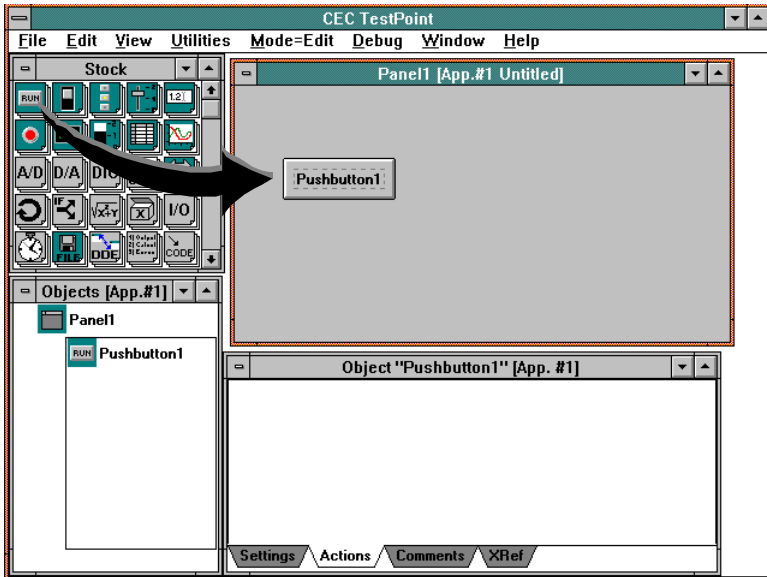 CEC TestPoint
File Edit View Utilities Mode=Edit Debug Window Help
Stock
RUN
1.2
A/D D/A DIO
IF √x+Y x I/O
FILE DDE CODE
Panel1 [App.#1 Untitled]
Pushbutton1
Objects [App.#1]
Panel1
RUN Pushbutton1
Object "Pushbutton1" [App. #1]
Settings Actions Comments XRef